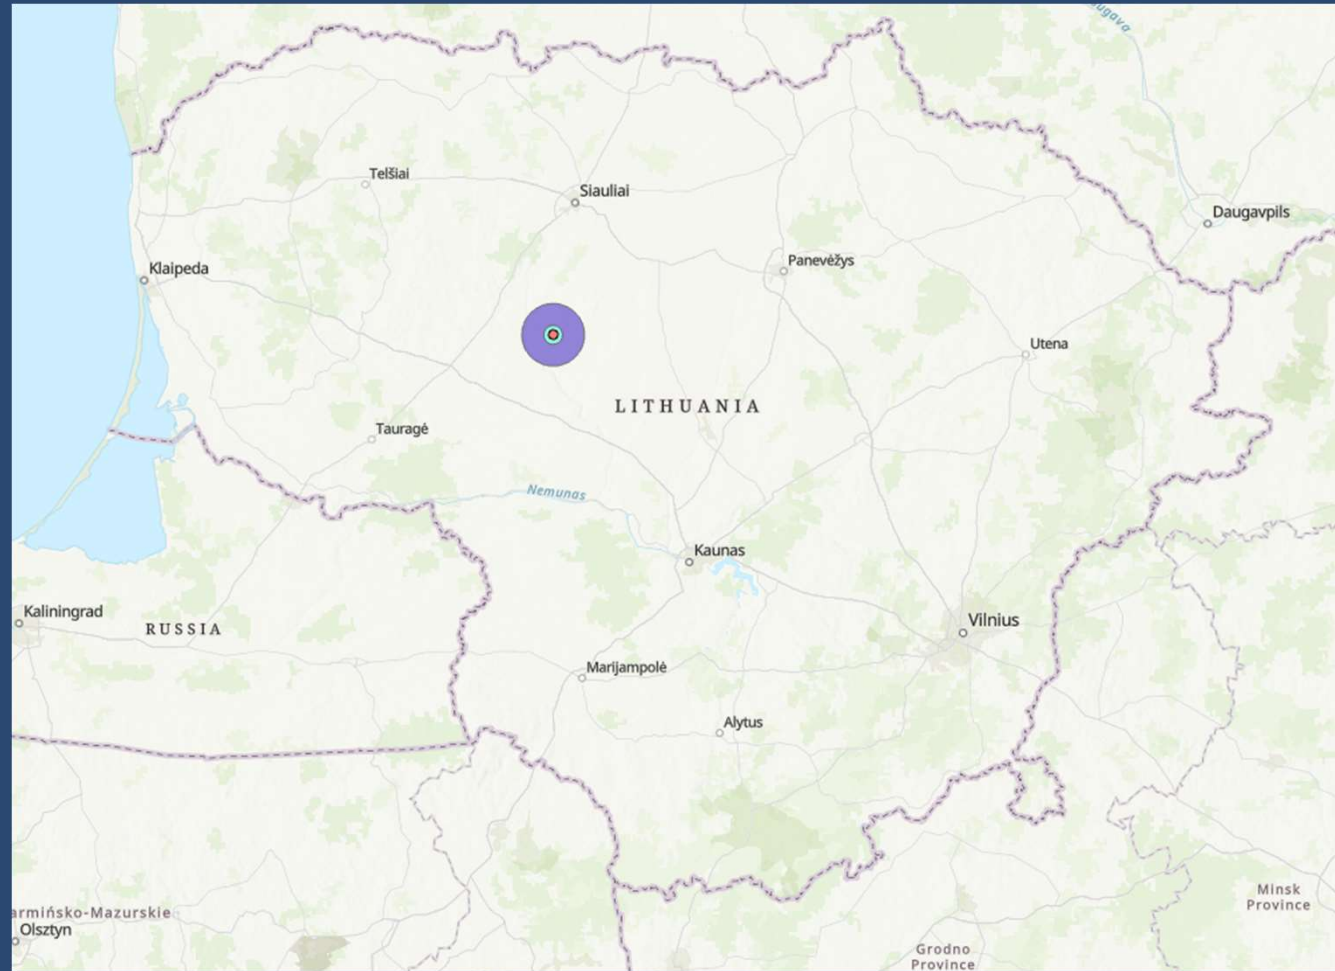 Telšiai
Siauliai
Daugavpils
Panevėžys
Klaipeda
Utena
LITHUANIA
Tauragė
Nemunas
Kaunas
Kaliningrad
RUSSIA
Vilnius
Marijampolė
Alytus
Minsk
Province
armińsko-Mazurskie
Olsztyn
Grodno
Province